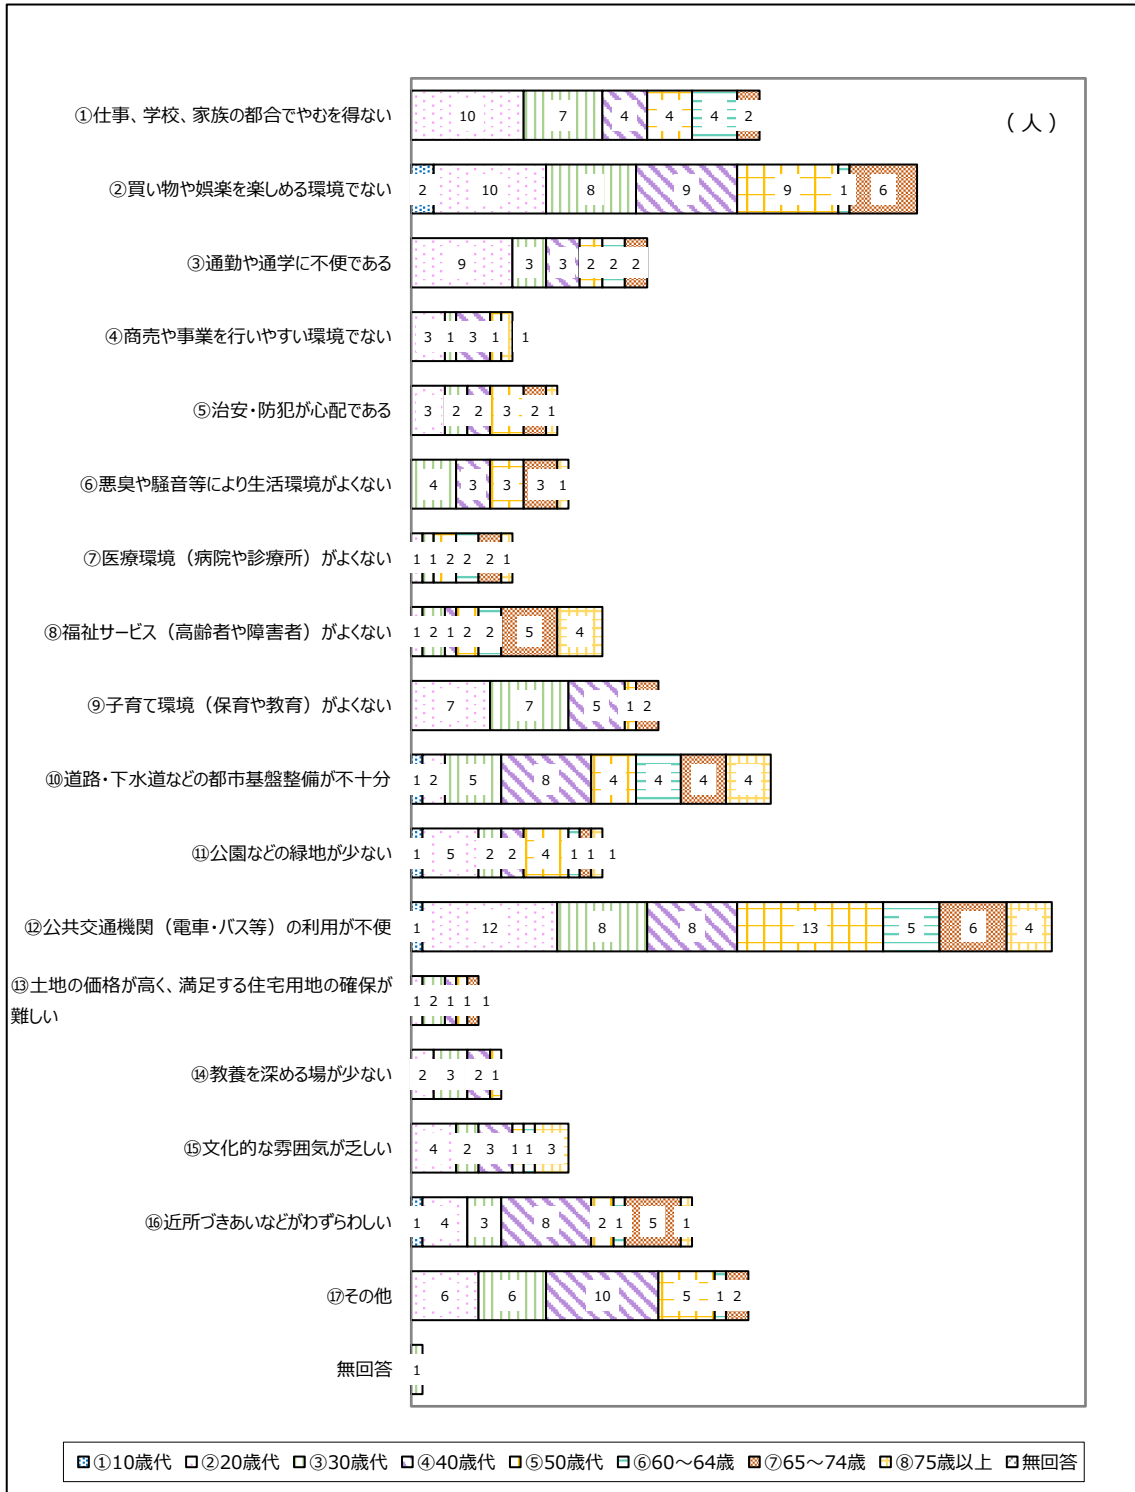 ①仕事、学校、家族の都合でやむを得ない
10 7 4 4 4 2
(人)
②買い物や娯楽を楽しめる環境でない
2 10 8 9 9 1 6
③通勤や通学に不便である
9 3 3 2 2 2
④商売や事業を行いやすい環境でない
3 1 3 1 1
⑤治安・防犯が心配である
3 2 2 3 2 1
⑥悪臭や騒音等により生活環境がよくない
4 3 3 3 1
⑦医療環境（病院や診療所）がよくない
1 1 2 2 2 1
⑧福祉サービス（高齢者や障害者）がよくない
1 2 1 2 2 5 4
⑨子育て環境（保育や教育）がよくない
7 7 5 1 2
⑩道路・下水道などの都市基盤整備が不十分
1 2 5 8 4 4 4 4
⑪公園などの緑地が少ない
1 5 2 2 4 1 1 1
⑫公共交通機関（電車・バス等）の利用が不便
1 12 8 8 13 5 6 4
⑬土地の価格が高く、満足する住宅用地の確保が
難しい
1 2 1 1 1
⑭教養を深める場が少ない
2 3 2 1
⑮文化的な雰囲気が乏しい
4 2 3 1 1 3
⑯近所づきあいなどがわずらわしい
1 4 3 8 2 1 5 1
⑰その他
6 6 10 5 1 2
無回答
1
①10歳代 ②20歳代 ③30歳代 ④40歳代 ⑤50歳代 ⑥60～64歳 ⑦65～74歳 ⑧75歳以上 無回答